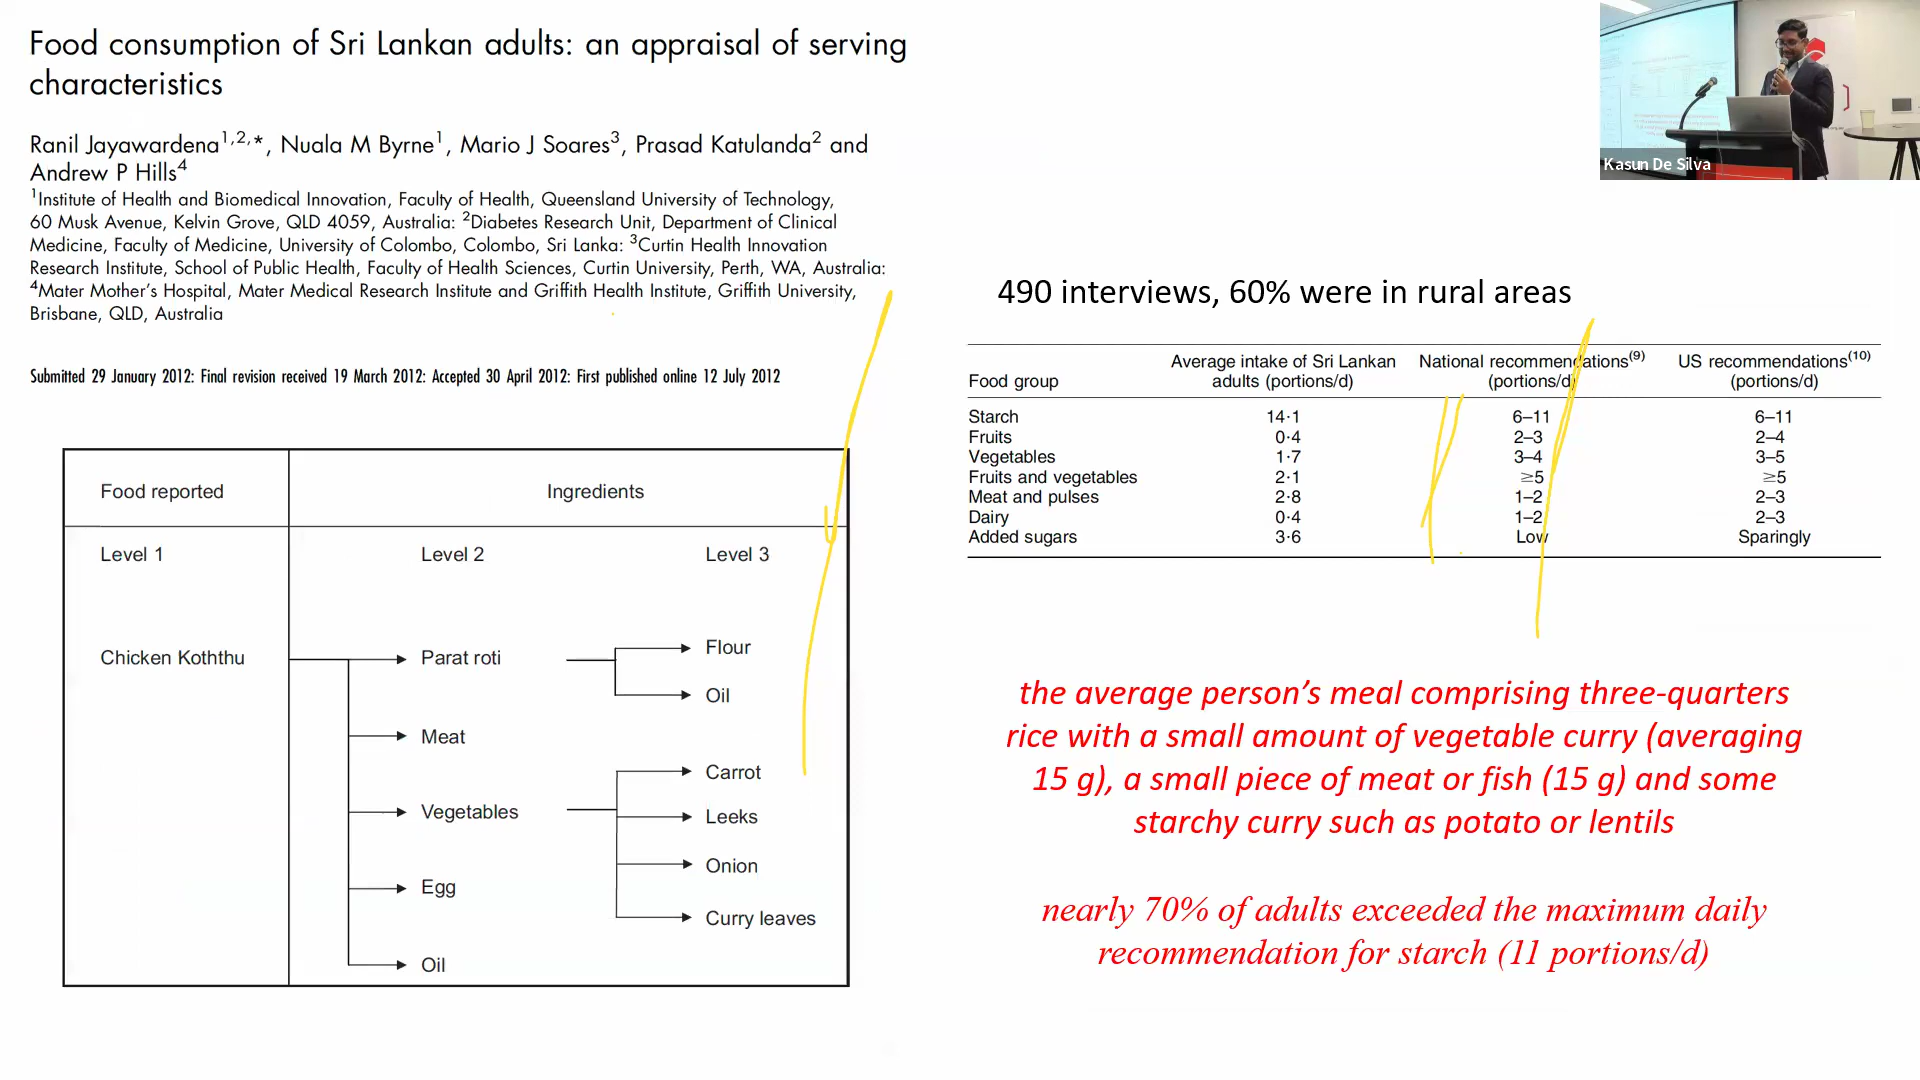 Food consumption of Sri Lankan adults: an appraisal of serving
characteristics
Ranil Jayawardena1,2,*, Nuala M Byrne1, Mario J Soares3, Prasad Katulanda2 and
Andrew P Hills4
1Institute of Health and Biomedical Innovation, Faculty of Health, Queensland University of Technology,
60 Musk Avenue, Kelvin Grove, QLD 4059, Australia: 2Diabetes Research Unit, Department of Clinical
Medicine, Faculty of Medicine, University of Colombo, Colombo, Sri Lanka: 3Curtin Health Innovation
Research Institute, School of Public Health, Faculty of Health Sciences, Curtin University, Perth, WA, Australia:
4Mater Mother's Hospital, Mater Medical Research Institute and Griffith Health Institute, Griffith University,
Brisbane, QLD, Australia
Submitted 29 January 2012: Final revision received 19 March 2012: Accepted 30 April 2012: First published online 12 July 2012
Food reported Ingredients
Level 1 Level 2 Level 3
Chicken Koththu Parat roti Flour
Oil
Meat
Carrot
Vegetables Leeks
Onion
Egg
Curry leaves
Oil
Kasun De Silva
490 interviews, 60% were in rural areas
Food group Average intake of Sri Lankan adults (portions/d) National recommendations(9) (portions/d) US recommendations(10) (portions/d)
Starch 14·1 6–11 6–11
Fruits 0·4 2–3 2–4
Vegetables 1·7 3–4 3–5
Fruits and vegetables 2·1 ≥5 ≥5
Meat and pulses 2·8 1–2 2–3
Dairy 0·4 1–2 2–3
Added sugars 3·6 Low Sparingly
the average person's meal comprising three-quarters
rice with a small amount of vegetable curry (averaging
15 g), a small piece of meat or fish (15 g) and some
starchy curry such as potato or lentils
nearly 70% of adults exceeded the maximum daily
recommendation for starch (11 portions/d)